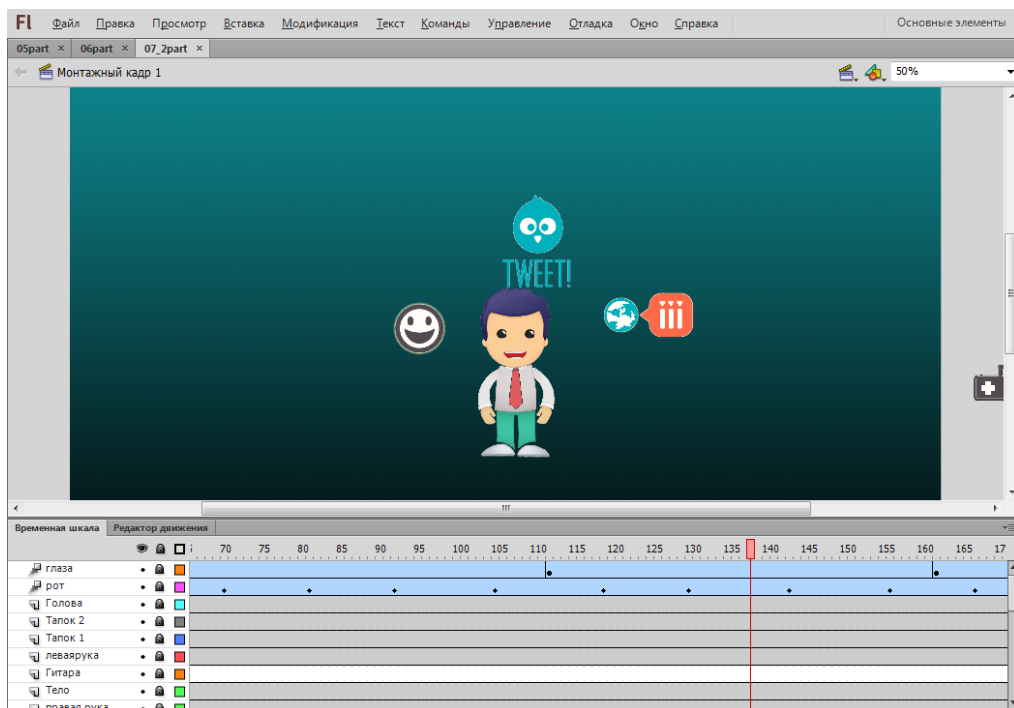 Fl Файл Правка Просмотр Вставка Модификация Текст Команды Управление Отладка Окно Справка Основные элементы
05part × 06part × 07_2part ×
Монтажный кадр 1 50%
TWEET!
Временная шкала Редактор движения
70 75 80 85 90 95 100 105 110 115 120 125 130 135 140 145 150 155 160 165 17
глаза
рот
Голова
Тапок 2
Тапок 1
леваярука
Гитара
Тело
правая рука